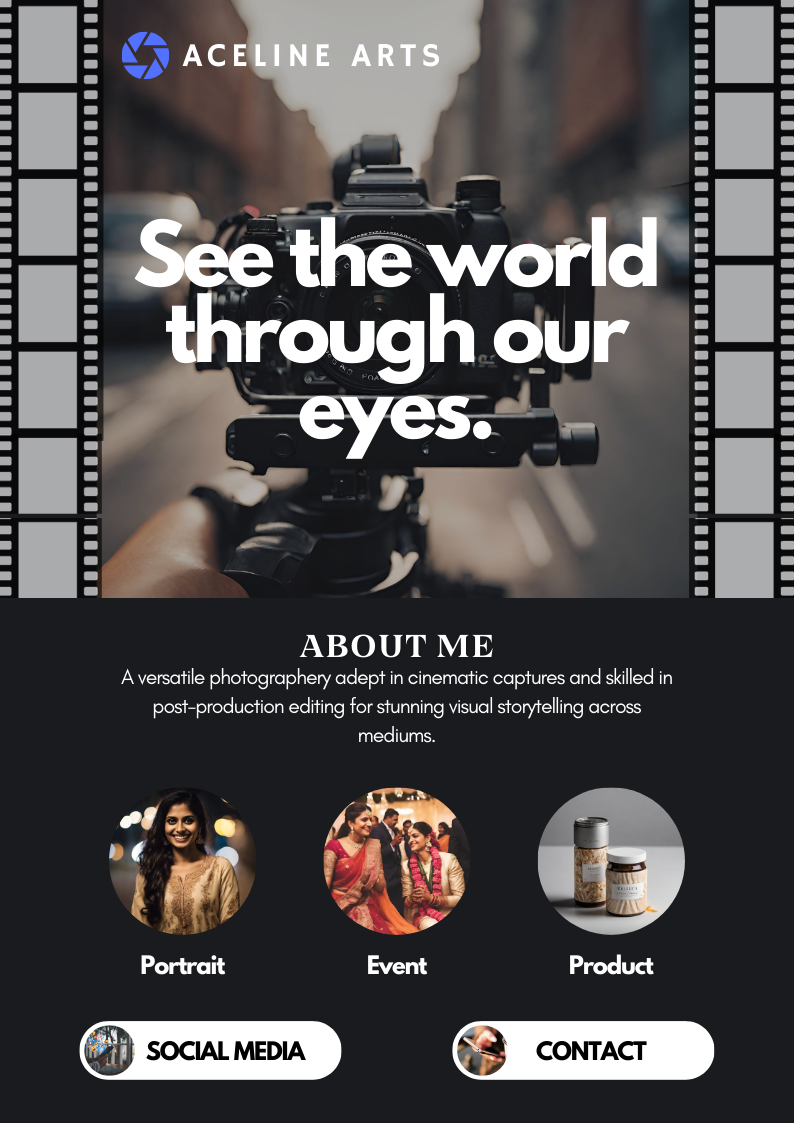 ACELINE ARTS
See the world
through our
eyes.
ABOUT ME
A versatile photographery adept in cinematic captures and skilled in
post-production editing for stunning visual storytelling across
mediums.
Portrait
Event
Product
SOCIAL MEDIA
CONTACT